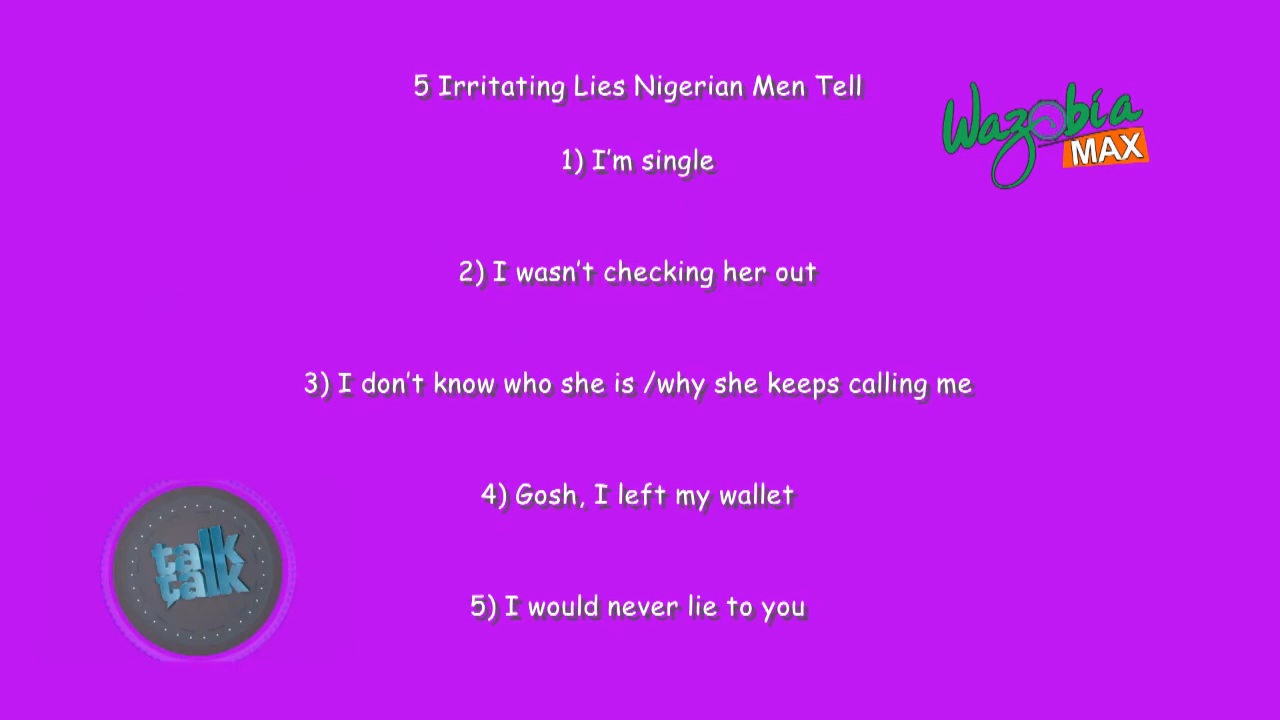 5 Irritating Lies Nigerian Men Tell
Wazobia
MAX
1) I'm single
2) I wasn't checking her out
3) I don't know who she is /why she keeps calling me
4) Gosh, I left my wallet
talk
talk
5) I would never lie to you